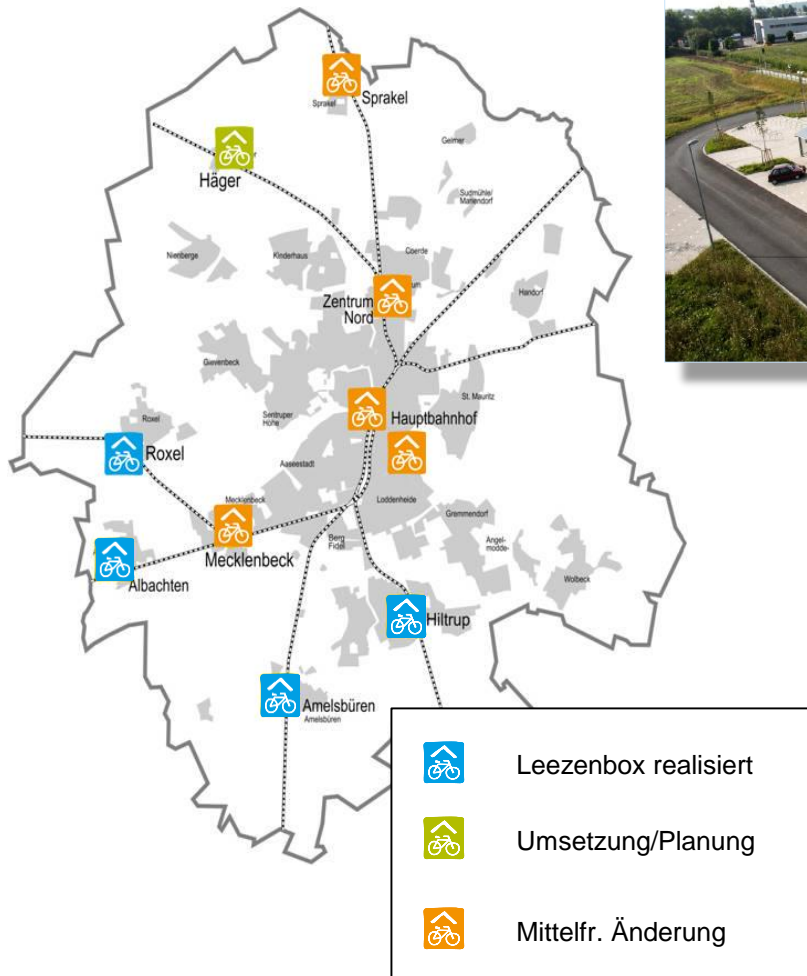 Sprakel
Sprakel
Gelmer
Häger
Sudmühle/
Mariendorf
Nienberge
Kinderhaus
Coerde
Zentrum
Nord
Handorf
Gievenbeck
St. Mauritz
Hauptbahnhof
Sentruper
Höhe
Roxel
Roxel
Aaseestadt
Mecklenbeck
Loddenheide
Gremmendorf
Mecklenbeck
Berg
Fidel
Angel-
modde-
Albachten
Wolbeck
Hiltrup
Amelsbüren
Amelsbüren
Leezenbox realisiert
Umsetzung/Planung
Mittelfr. Änderung